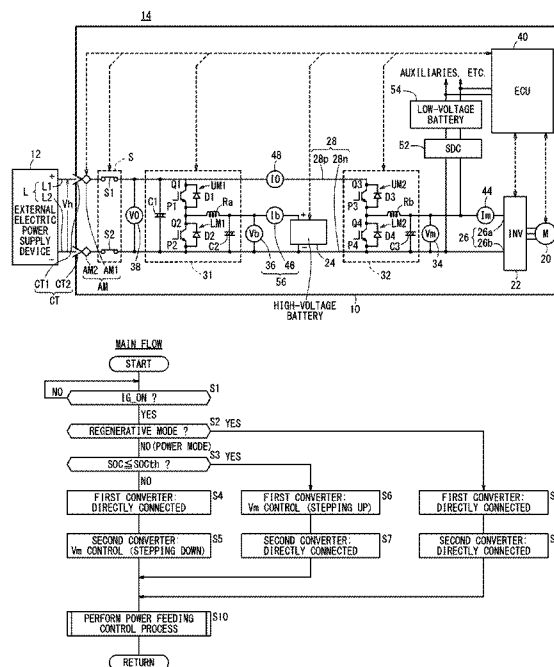 14
40
AUXILIARIES, ETC.
54
LOW-VOLTAGE BATTERY
ECU
52
SDC
12
S
S1
S2
L
L1
L2
+
-
Vh
EXTERNAL ELECTRIC POWER SUPPLY DEVICE
CT1
CT2
CT
AM2
AM1
AM
V0
38
C1
Q1
P1
D1
UM1
Q2
P2
D2
LM1
Ra
C2
31
48
I0
28
28p
28n
Vb
36
Ib
46
56
+
-
24
HIGH-VOLTAGE BATTERY
Q3
P3
D3
UM2
Q4
P4
D4
LM2
Rb
C3
32
Vm
34
44
Im
26
26a
26b
INV
22
M
20
10
MAIN FLOW
START
NO
IG_ON ?
S1
YES
REGENERATIVE MODE ?
S2
YES
NO(POWER MODE)
SOC≦SOCth ?
S3
YES
NO
FIRST CONVERTER: DIRECTLY CONNECTED
S4
FIRST CONVERTER: Vm CONTROL (STEPPING UP)
S6
FIRST CONVERTER: DIRECTLY CONNECTED
SECOND CONVERTER: Vm CONTROL (STEPPING DOWN)
S5
SECOND CONVERTER: DIRECTLY CONNECTED
S7
SECOND CONVERTER: DIRECTLY CONNECTED
PERFORM POWER FEEDING CONTROL PROCESS
S10
RETURN